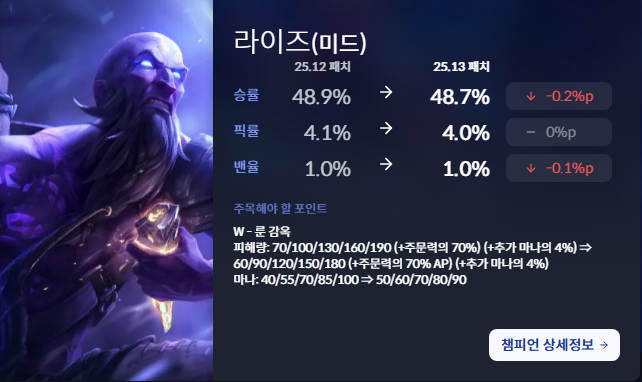 라이즈(미드)
25.12 패치 25.13 패치
승률 48.9% → 48.7% ↓ -0.2%p
픽률 4.1% → 4.0% − 0%p
밴율 1.0% → 1.0% ↓ -0.1%p
주목해야 할 포인트
W - 룬 감옥
피해량: 70/100/130/160/190 (+주문력의 70%) (+추가 마나의 4%) ⇒
60/90/120/150/180 (+주문력의 70% AP) (+추가 마나의 4%)
마나: 40/55/70/85/100 ⇒ 50/60/70/80/90
챔피언 상세정보 →